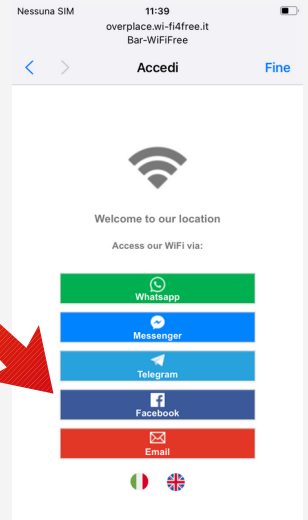 Nessuna SIM 11:39
overplace.wi-fi4free.it
Bar-WiFiFree
Accedi Fine
Welcome to our location
Access our WiFi via:
Whatsapp
Messenger
Telegram
Facebook
Email